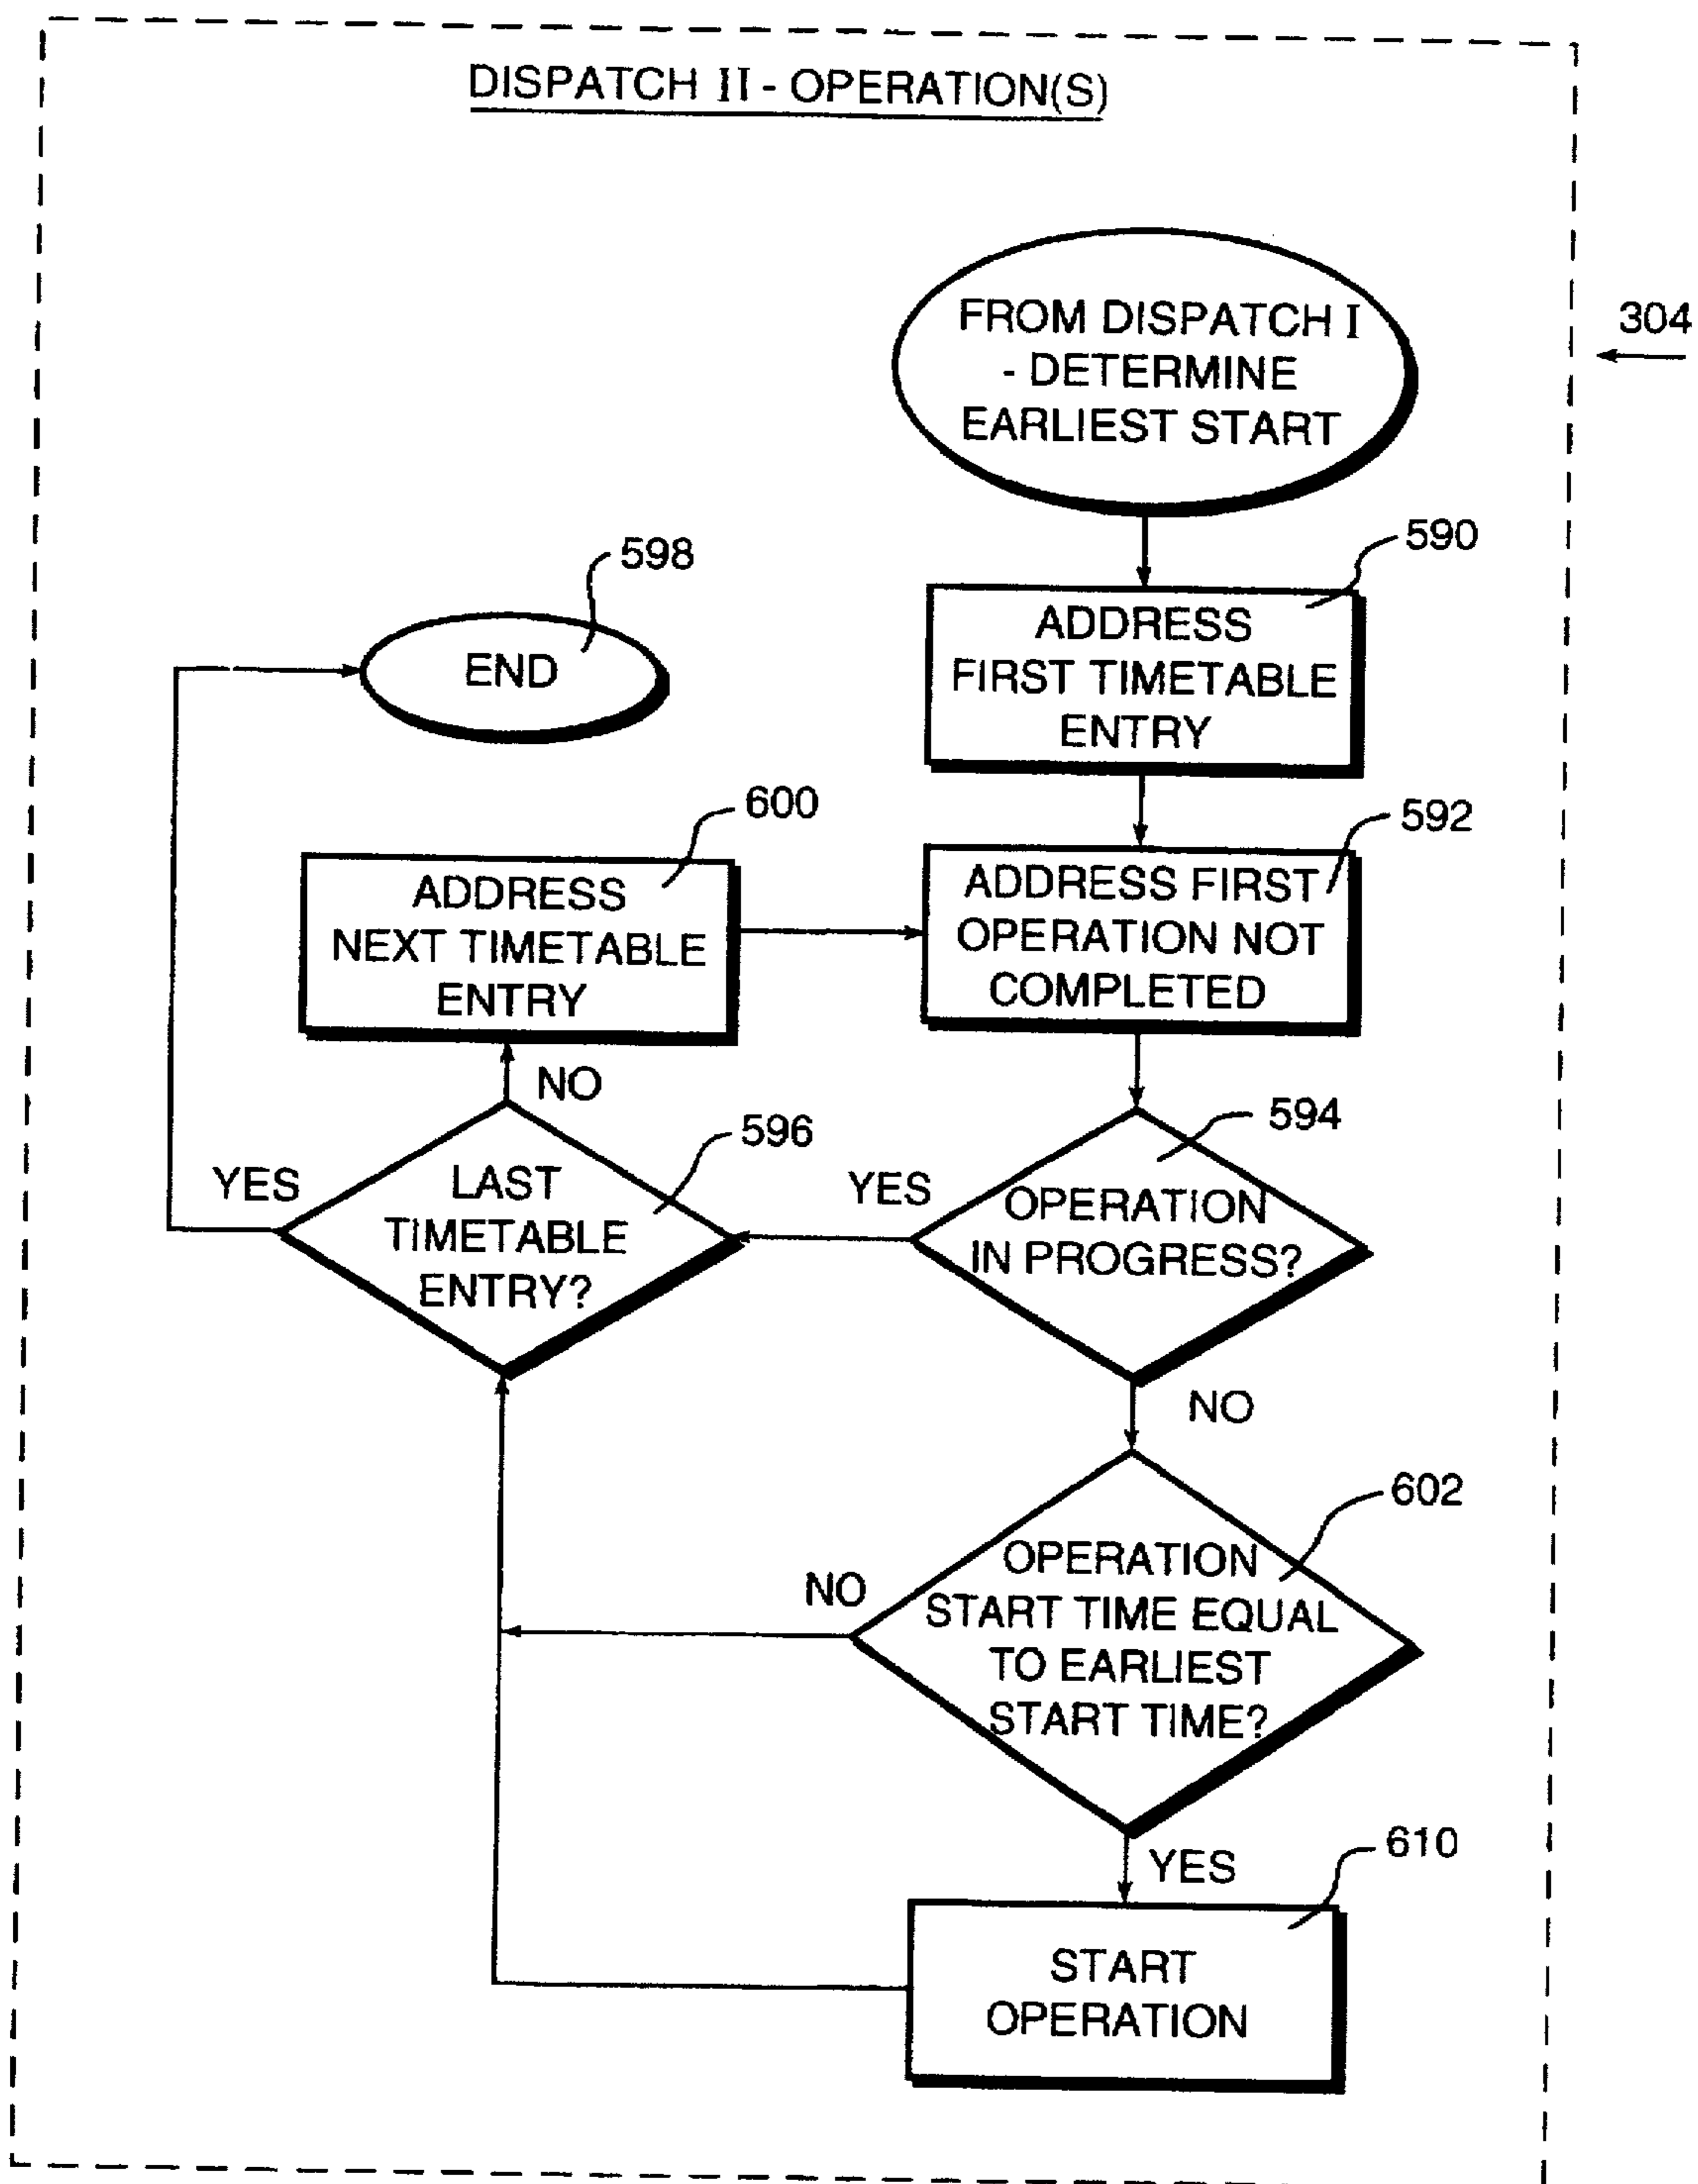 DISPATCH II - OPERATION(S)
FROM DISPATCH I
- DETERMINE
EARLIEST START
304
590
ADDRESS
FIRST TIMETABLE
ENTRY
598
END
600
ADDRESS
NEXT TIMETABLE
ENTRY
592
ADDRESS FIRST
OPERATION NOT
COMPLETED
NO
596
YES
LAST
TIMETABLE
ENTRY?
594
YES
OPERATION
IN PROGRESS?
NO
602
NO
OPERATION
START TIME EQUAL
TO EARLIEST
START TIME?
YES
610
START
OPERATION